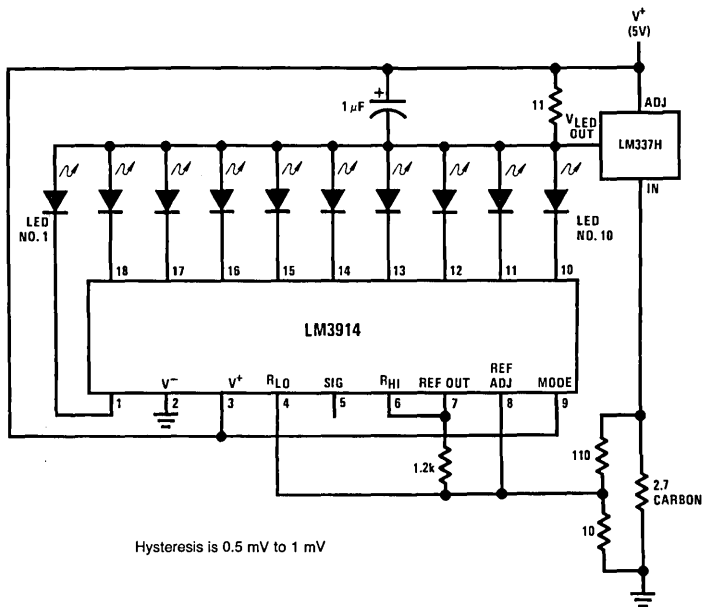 V+
(5V)
ADJ
+
1 µF
11
VLED
OUT
LM337H
IN
LED
NO. 1
LED
NO. 10
18
17
16
15
14
13
12
11
10
LM3914
V−
V+
RLO
SIG
RHI
REF OUT
REF
ADJ
MODE
1
2
3
4
5
6
7
8
9
1.2k
110
2.7
CARBON
10
Hysteresis is 0.5 mV to 1 mV